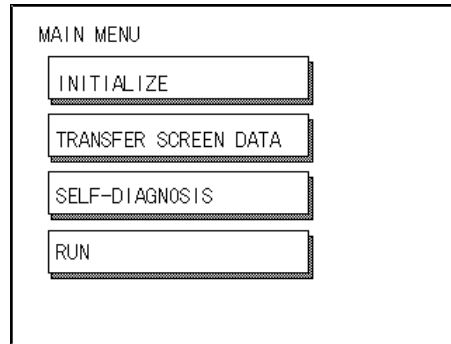 MAIN MENU
INITIALIZE
TRANSFER SCREEN DATA
SELF-DIAGNOSIS
RUN